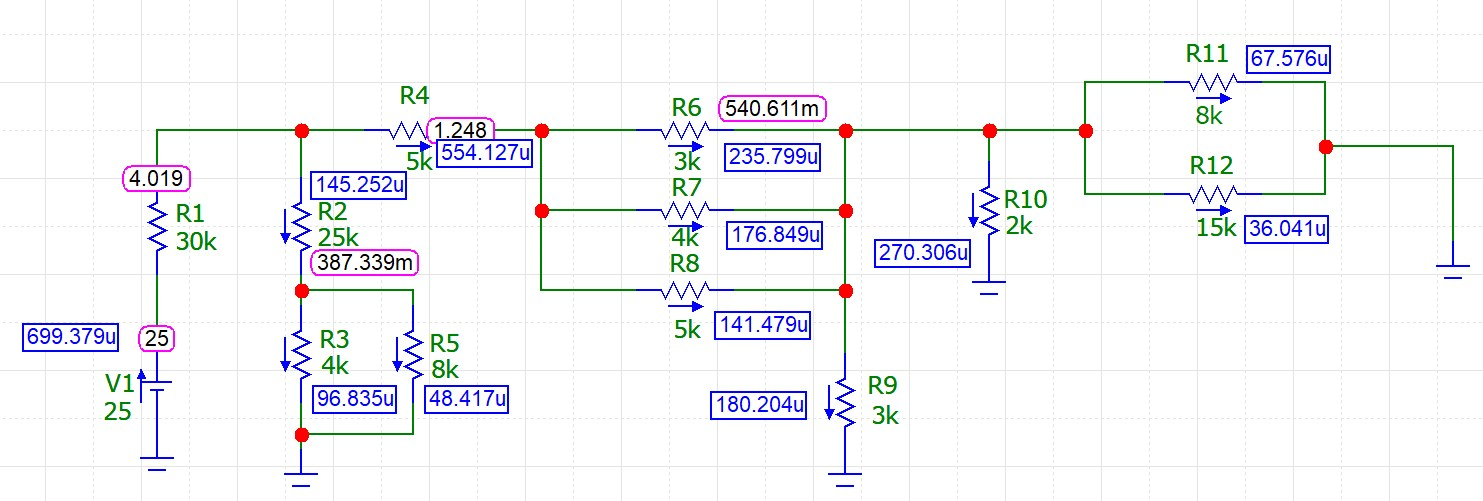 R11
67.576u
8k
R4
1.248
554.127u
5k
R6
540.611m
3k
235.799u
R12
15k
36.041u
4.019
145.252u
R1
30k
R2
25k
R7
4k
176.849u
R10
2k
270.306u
387.339m
R8
5k
141.479u
699.379u
25
R3
4k
R5
8k
96.835u
48.417u
V1
25
R9
3k
180.204u